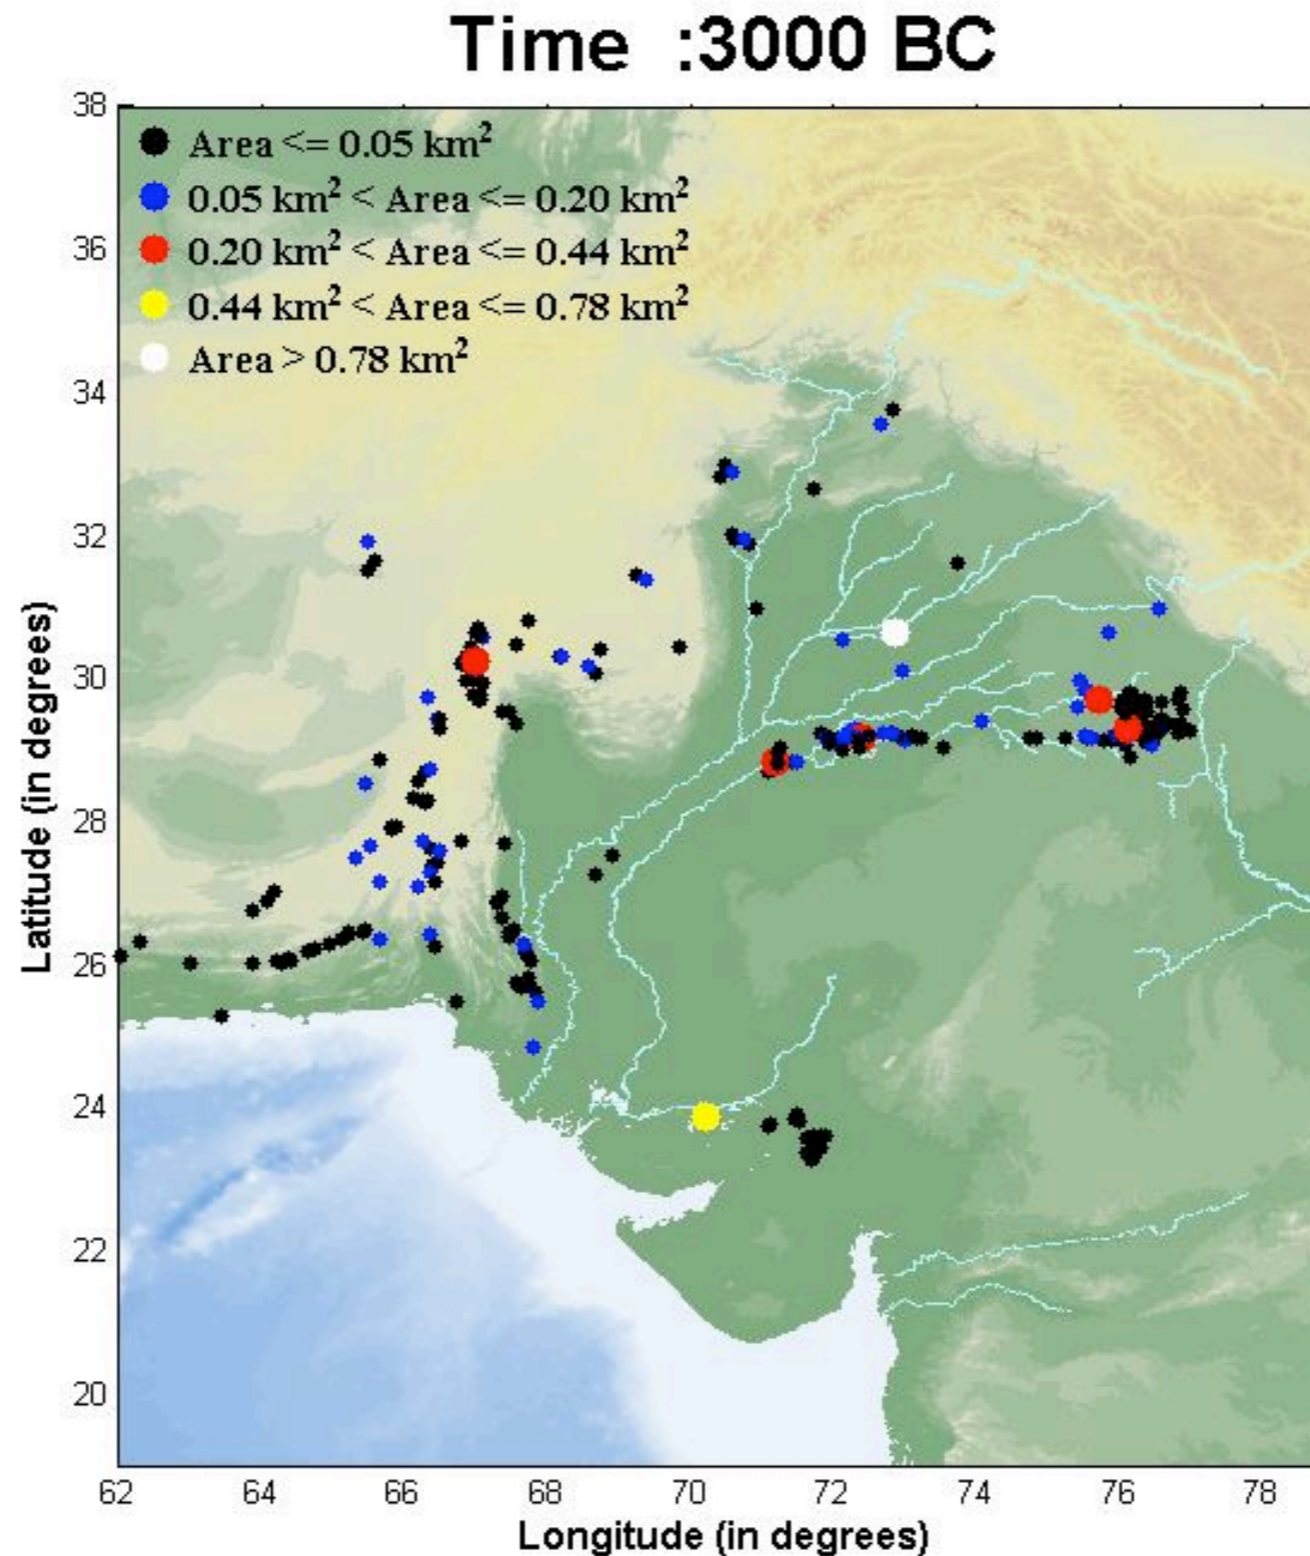 Time :3000 BC
Area <= 0.05 km²
0.05 km² < Area <= 0.20 km²
0.20 km² < Area <= 0.44 km²
0.44 km² < Area <= 0.78 km²
Area > 0.78 km²
38
36
34
32
30
28
26
24
22
20
Latitude (in degrees)
62 64 66 68 70 72 74 76 78
Longitude (in degrees)